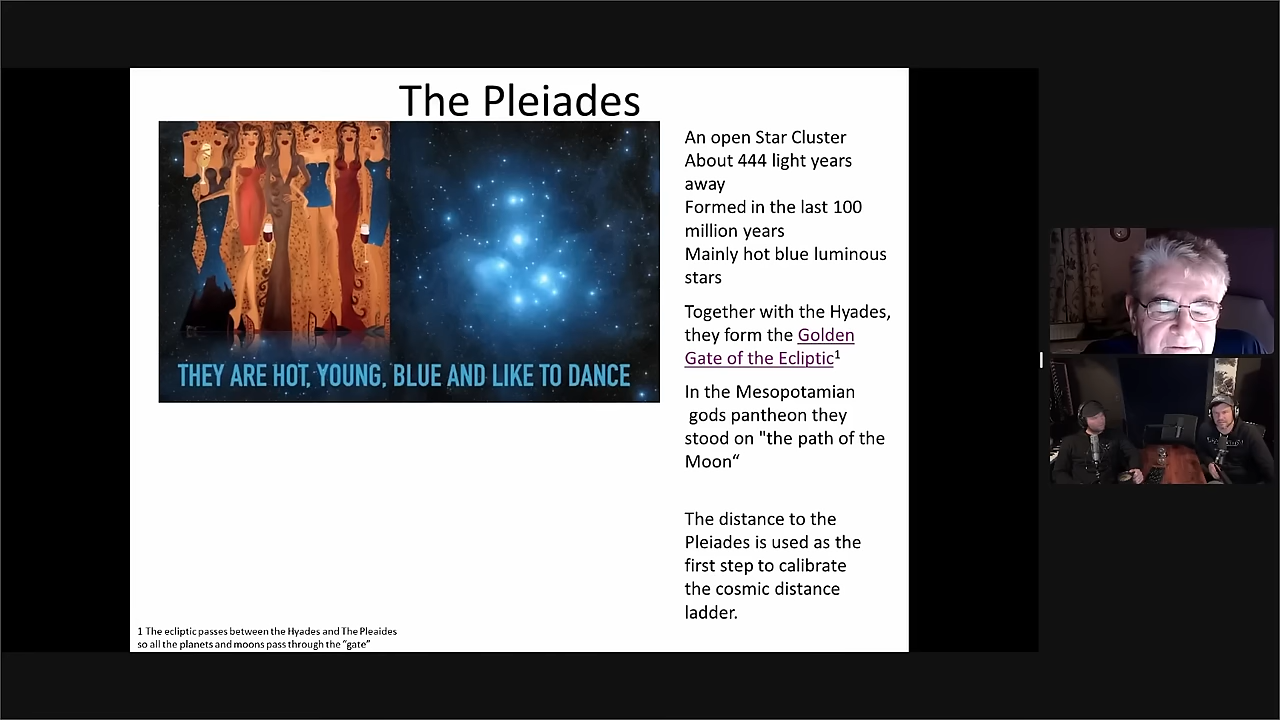 The Pleiades
THEY ARE HOT, YOUNG, BLUE AND LIKE TO DANCE
An open Star Cluster
About 444 light years
away
Formed in the last 100
million years
Mainly hot blue luminous
stars
Together with the Hyades,
they form the Golden
Gate of the Ecliptic¹
In the Mesopotamian
gods pantheon they
stood on "the path of the
Moon“
The distance to the
Pleiades is used as the
first step to calibrate
the cosmic distance
ladder.
1 The ecliptic passes between the Hyades and The Pleaides
so all the planets and moons pass through the “gate”